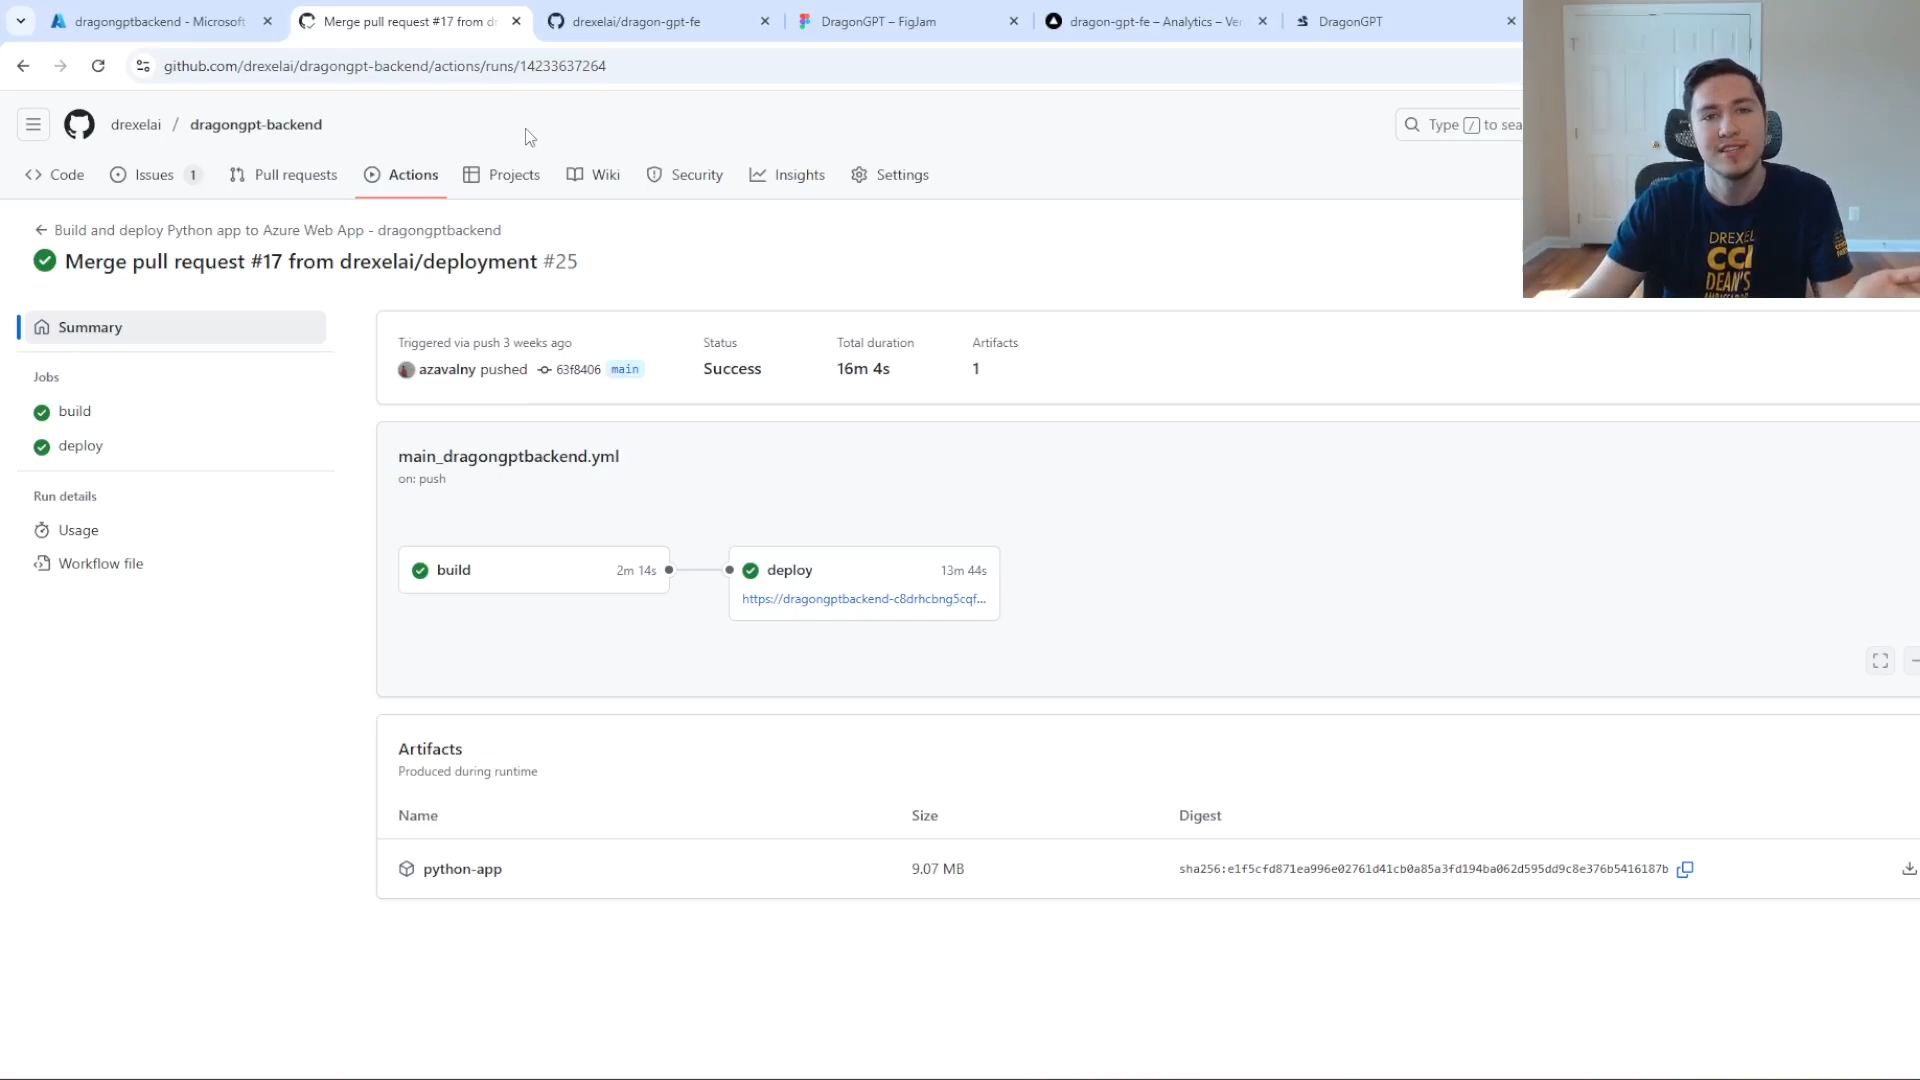 dragongptbackend - Microsoft
Merge pull request #17 from dr
drexelai/dragon-gpt-fe
DragonGPT – FigJam
dragon-gpt-fe – Analytics – Ver
DragonGPT
github.com/drexelai/dragongpt-backend/actions/runs/14233637264
drexelai / dragongpt-backend
Type / to sea
Code
Issues 1
Pull requests
Actions
Projects
Wiki
Security
Insights
Settings
DREXEL
CCI
DEAN'S
Build and deploy Python app to Azure Web App - dragongptbackend
Merge pull request #17 from drexelai/deployment #25
Summary
Jobs
build
deploy
Run details
Usage
Workflow file
Triggered via push 3 weeks ago
azavalny pushed 63f8406 main
Status
Success
Total duration
16m 4s
Artifacts
1
main_dragongptbackend.yml
on: push
build 2m 14s
deploy 13m 44s
https://dragongptbackend-c8drhcbng5cqf...
Artifacts
Produced during runtime
Name Size Digest
python-app 9.07 MB sha256:e1f5cfd871ea996e02761d41cb0a85a3fd194ba062d595dd9c8e376b5416187b